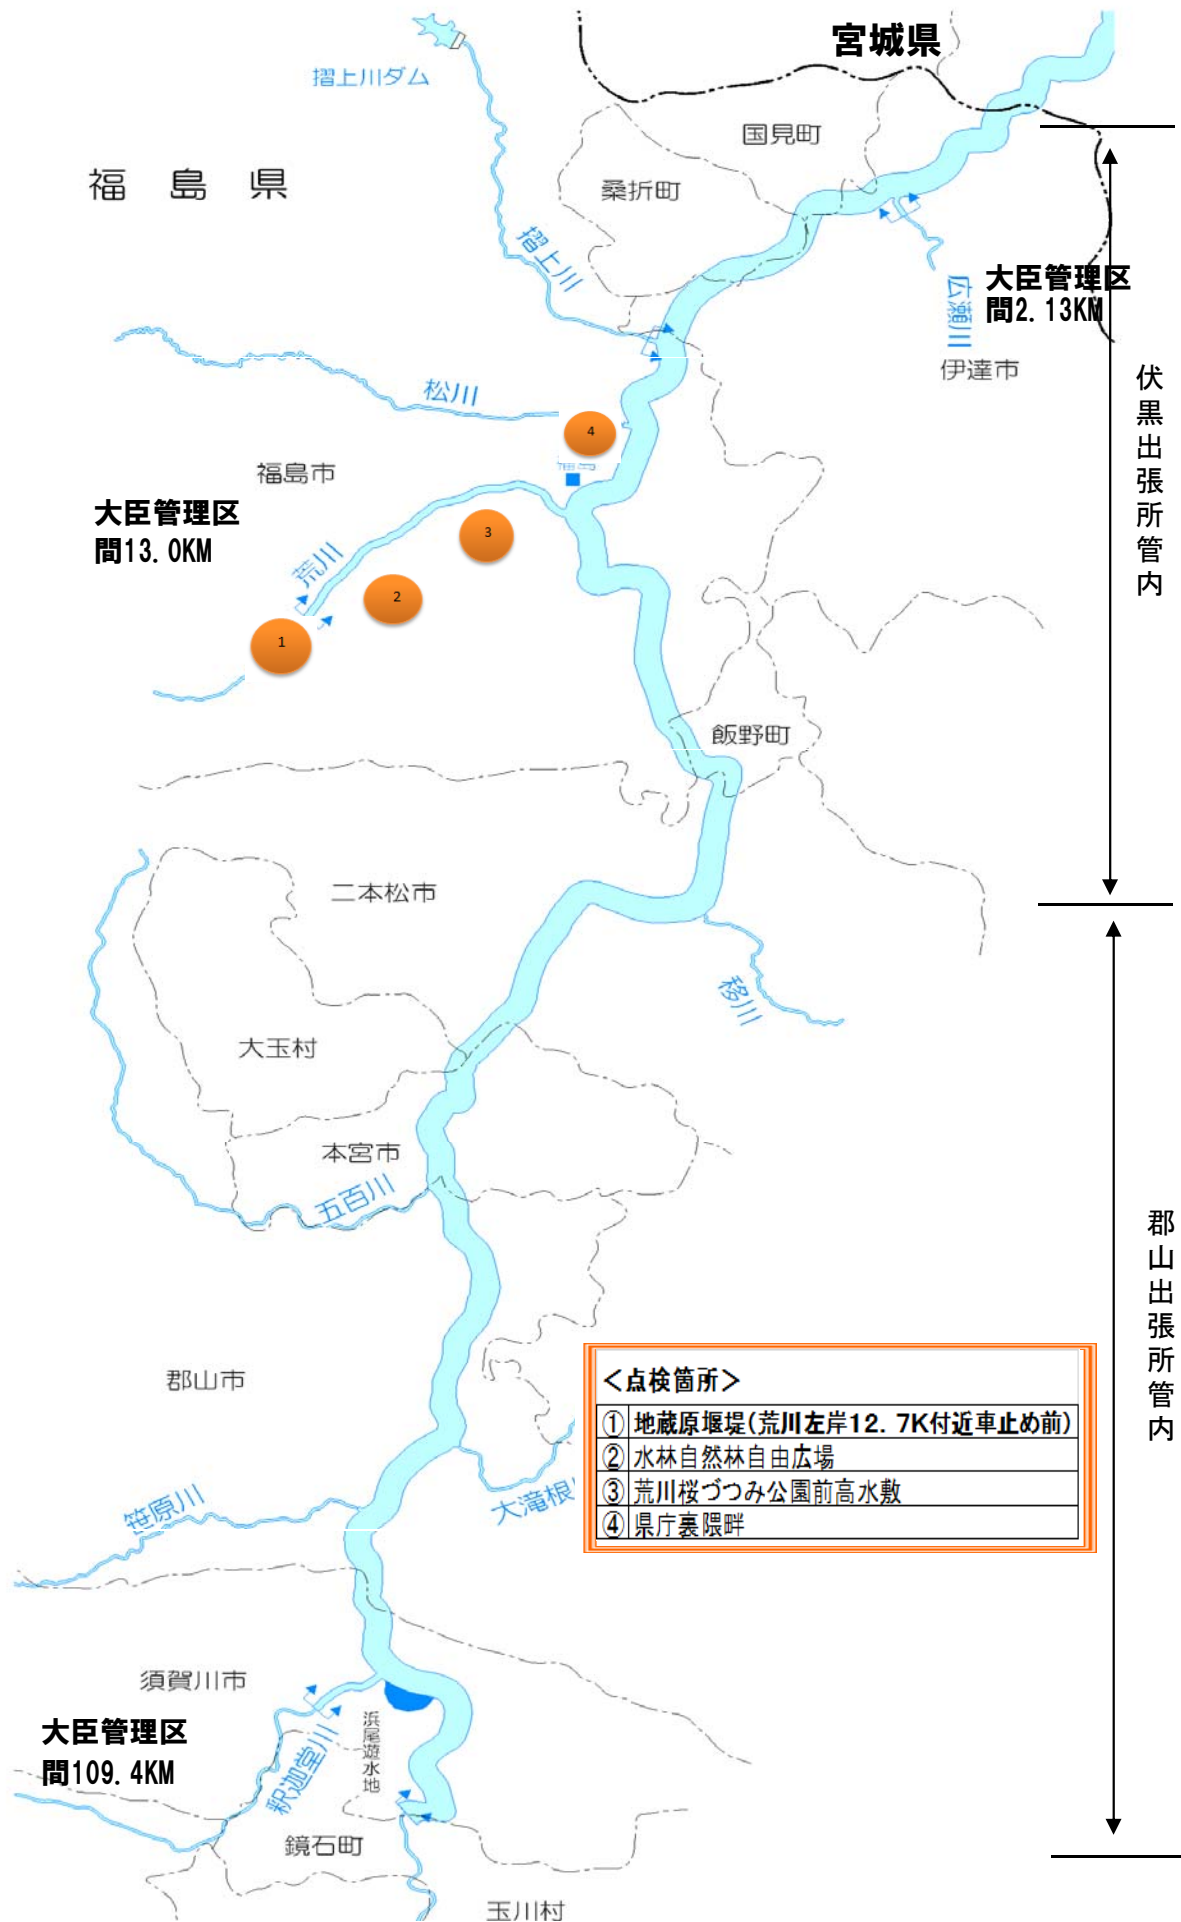 宮城県
摺上川ダム
国見町
福島県
桑折町
摺上川
大臣管理区
間2.13KM
広瀬川
伊達市
松川
伏黒出張所管内
4
福島市
大臣管理区
間13.0KM
3
荒川
2
1
飯野町
二本松市
移川
大玉村
本宮市
五百川
郡山出張所管内
郡山市
<点検箇所>
① 地蔵原堰堤(荒川左岸12.7K付近車止め前)
② 水林自然林自由広場
③ 荒川桜づつみ公園前高水敷
④ 県庁裏隈畔
大滝根
笹原川
須賀川市
大臣管理区
間109.4KM
釈迦堂川
浜尾遊水地
鏡石町
玉川村